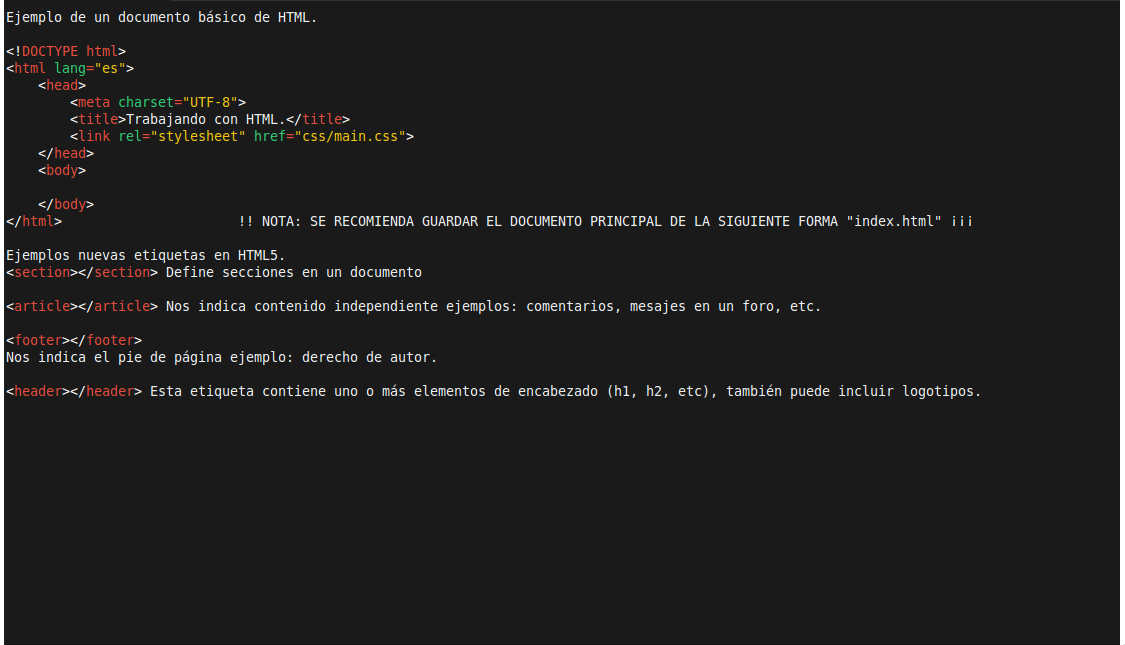 Ejemplo de un documento básico de HTML.
<!DOCTYPE html>
<html lang="es">
<head>
<meta charset="UTF-8">
<title>Trabajando con HTML.</title>
<link rel="stylesheet" href="css/main.css">
</head>
<body>
</body>
</html> !! NOTA: SE RECOMIENDA GUARDAR EL DOCUMENTO PRINCIPAL DE LA SIGUIENTE FORMA "index.html" ¡¡¡
Ejemplos nuevas etiquetas en HTML5.
<section></section> Define secciones en un documento
<article></article> Nos indica contenido independiente ejemplos: comentarios, mesajes en un foro, etc.
<footer></footer>
Nos indica el pie de página ejemplo: derecho de autor.
<header></header> Esta etiqueta contiene uno o más elementos de encabezado (h1, h2, etc), también puede incluir logotipos.